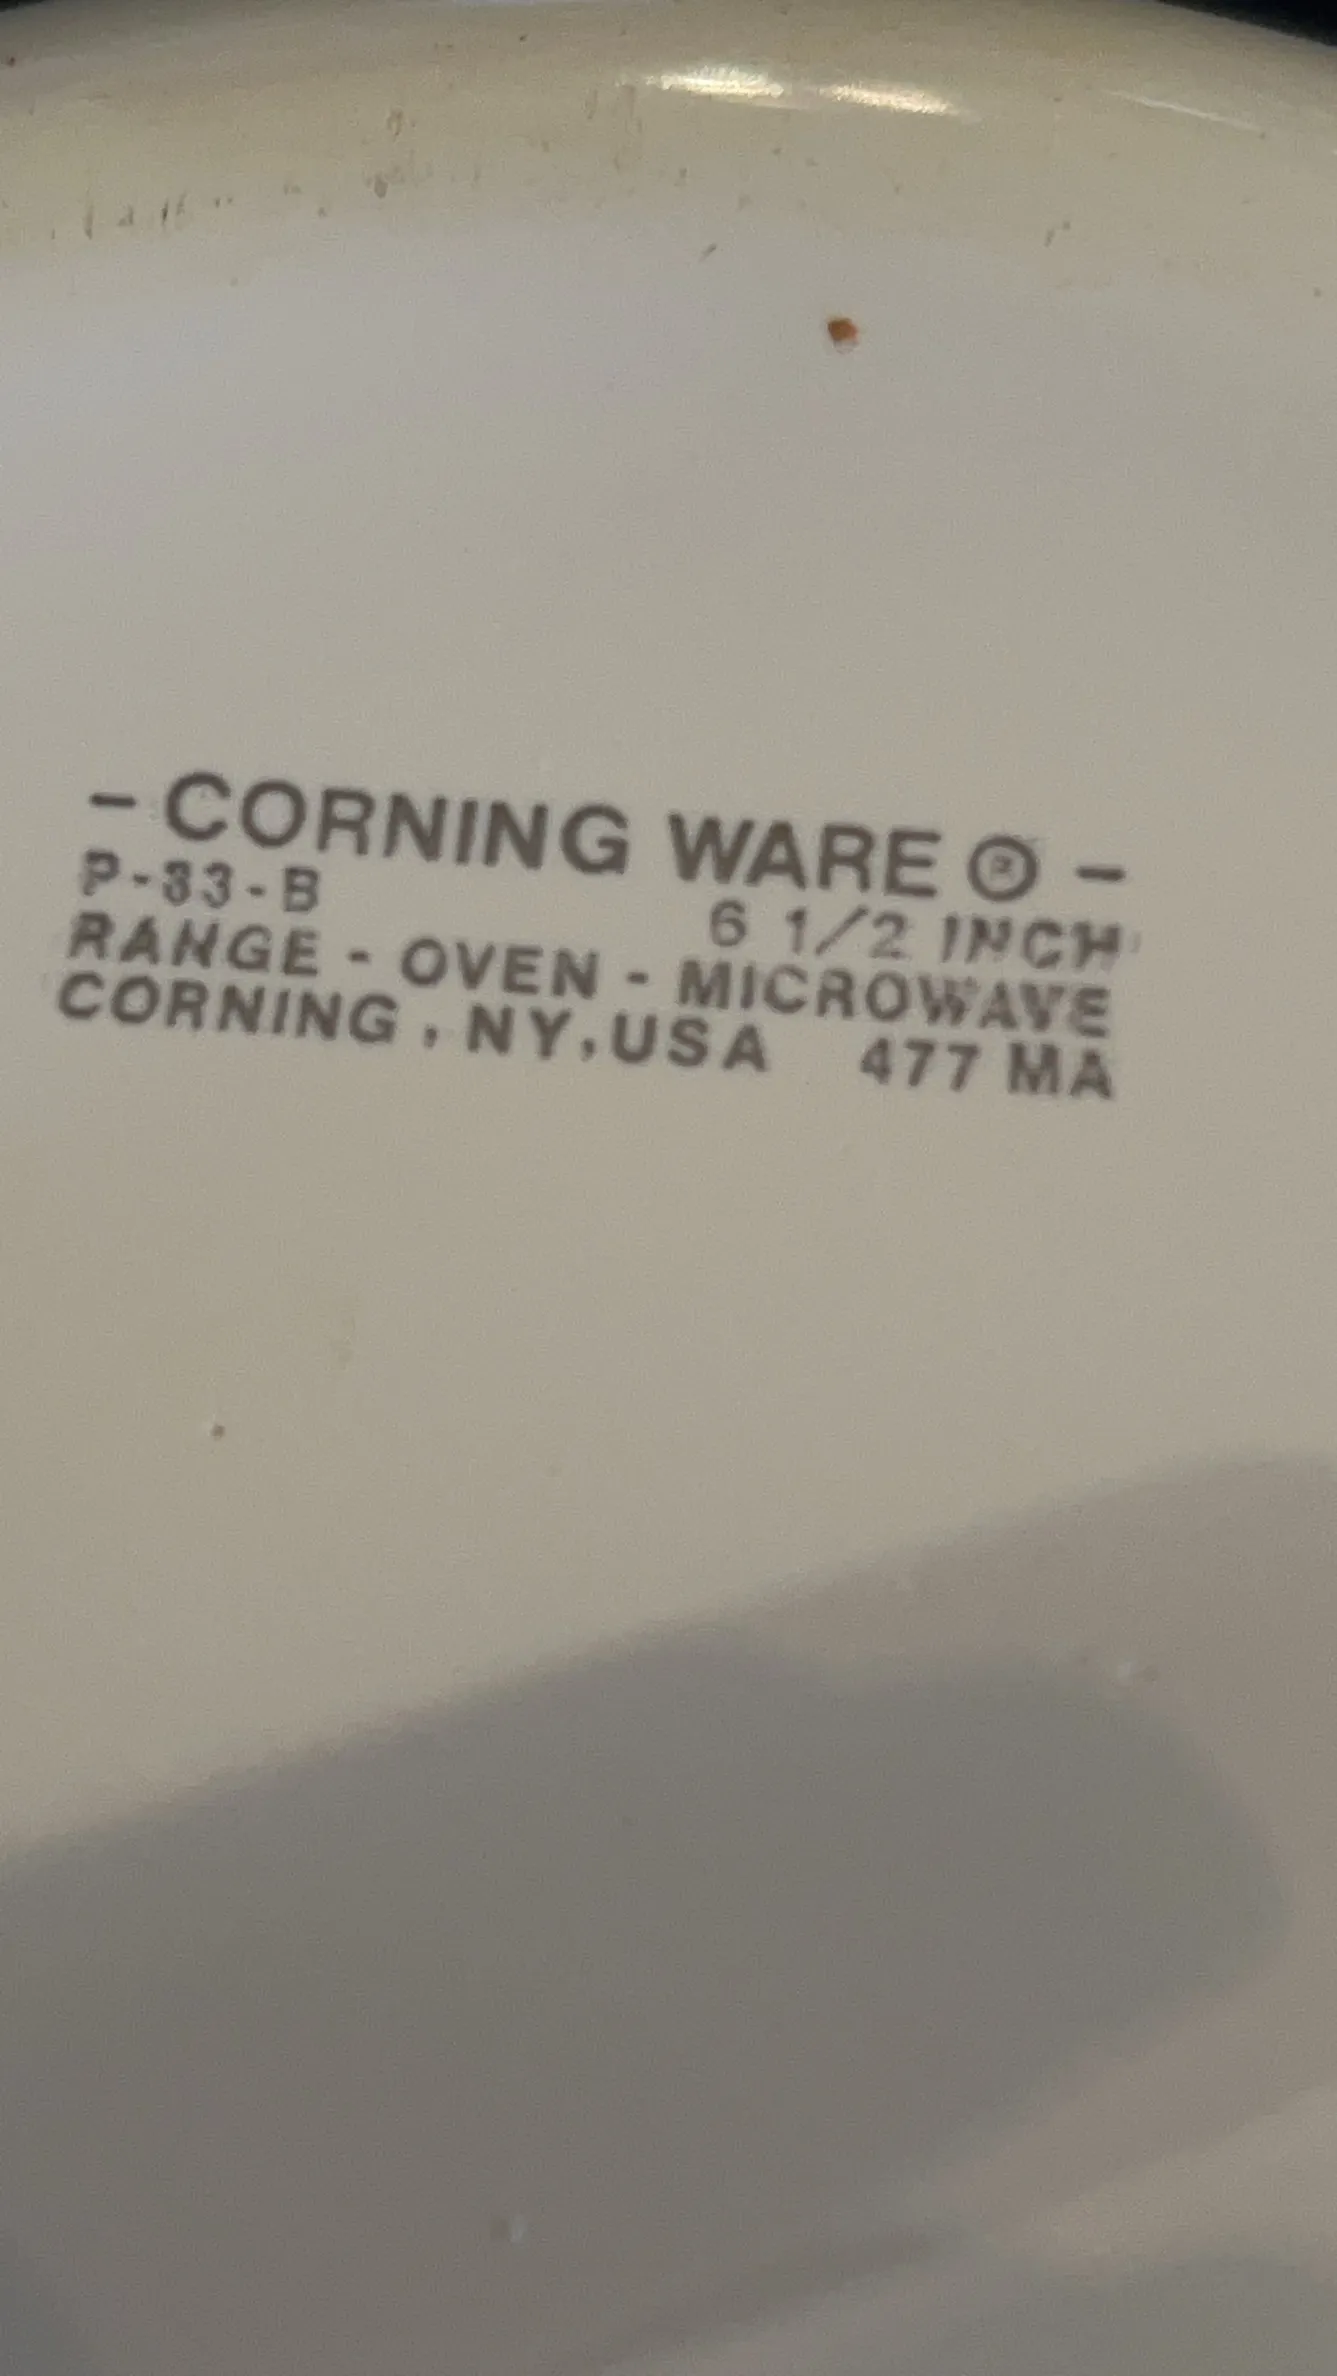 - CORNING WARE ® -
P-83-B 6 1/2 INCH
RANGE - OVEN - MICROWAVE
CORNING, NY, USA 477 MA